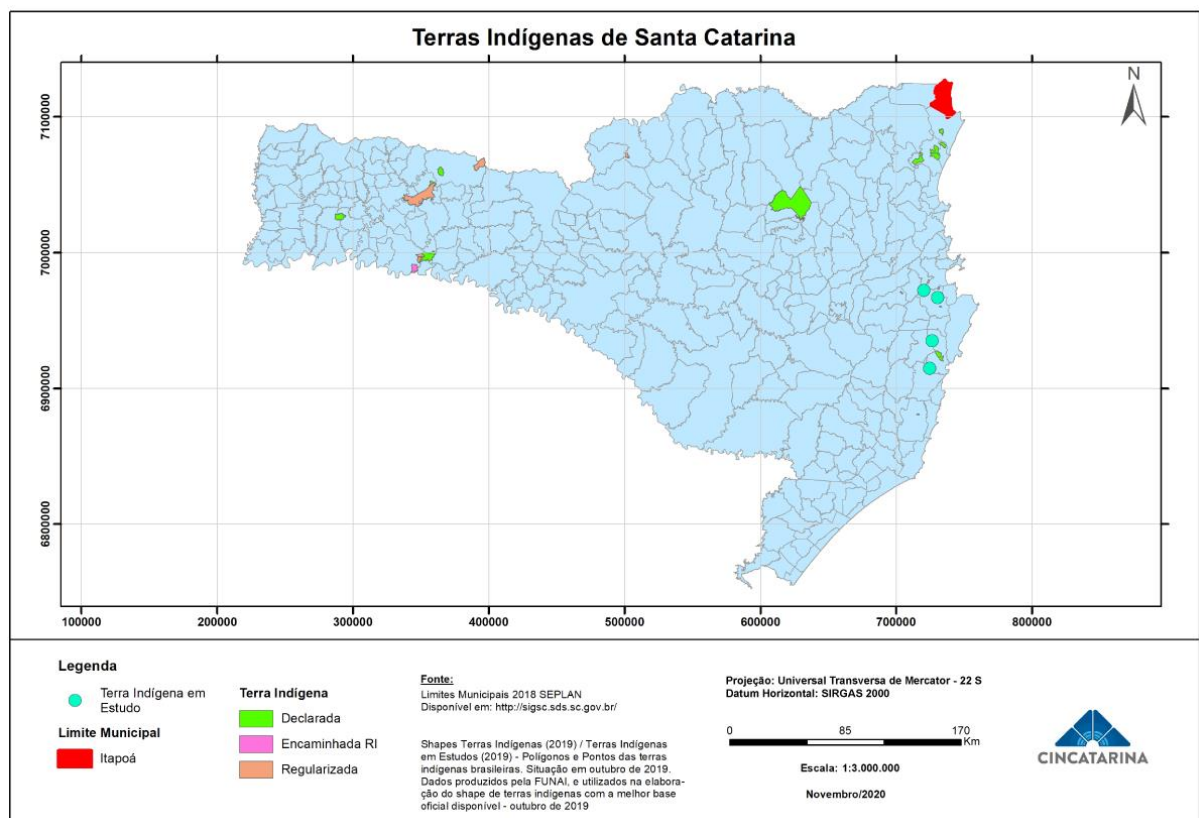 Terras Indígenas de Santa Catarina
N
7100000
7000000
6900000
6800000
100000
200000
300000
400000
500000
600000
700000
800000
Legenda
Terra Indígena em
Estudo
Limite Municipal
Itapoá
Terra Indígena
Declarada
Encaminhada RI
Regularizada
Fonte:
Limites Municipais 2018 SEPLAN
Disponível em: http://sigsc.sds.sc.gov.br/
Shapes Terras Indígenas (2019) / Terras Indígenas
em Estudos (2019) - Polígonos e Pontos das terras
indígenas brasileiras. Situação em outubro de 2019.
Dados produzidos pela FUNAI, e utilizados na elabora-
ção do shape de terras indígenas com a melhor base
oficial disponível - outubro de 2019
Projeção: Universal Transversa de Mercator - 22 S
Datum Horizontal: SIRGAS 2000
0 85 170
Km
Escala: 1:3.000.000
Novembro/2020
CINCATARINA